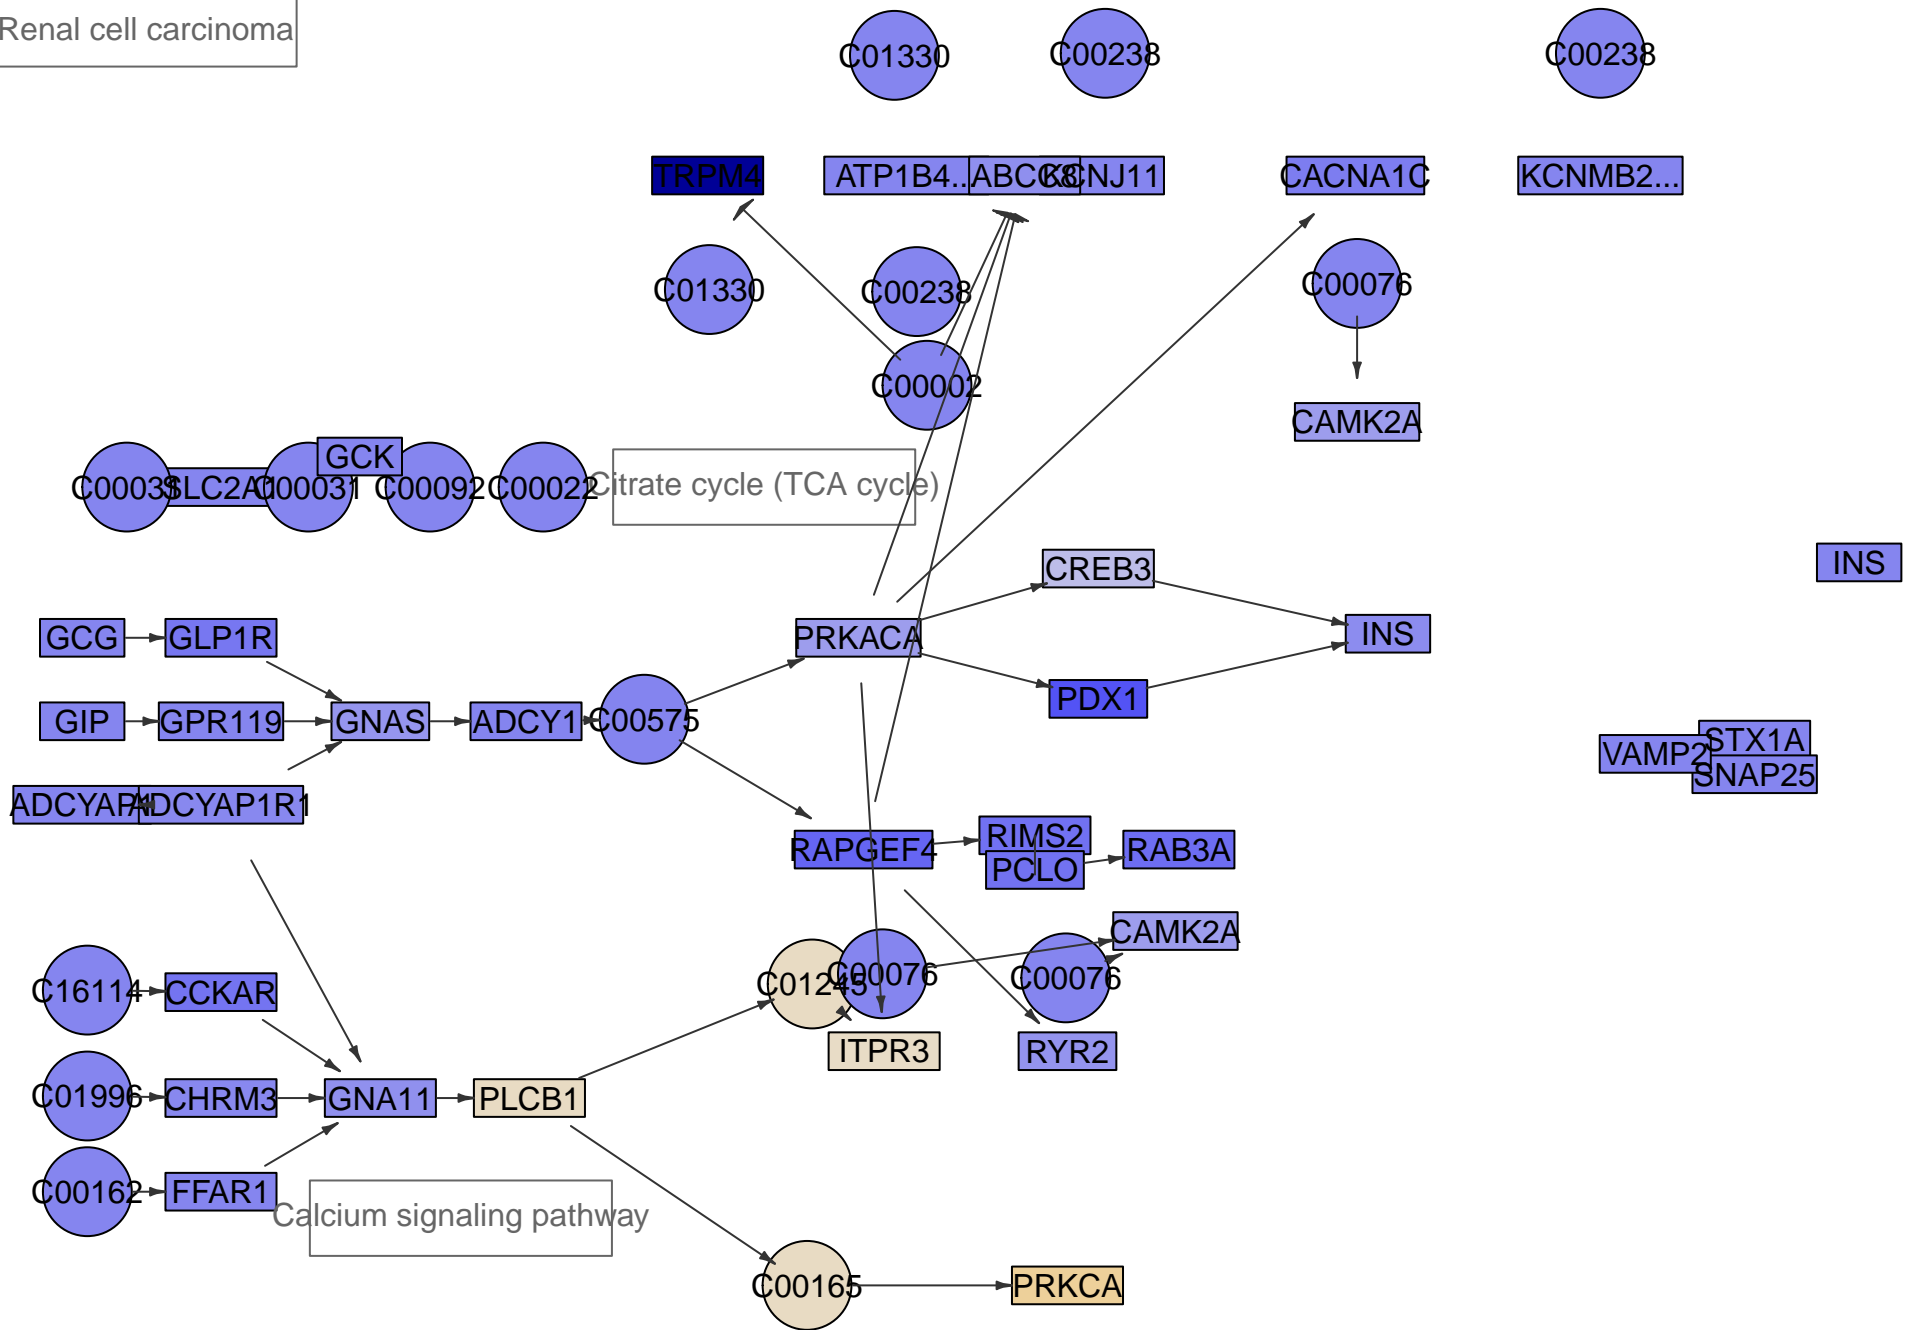 Renal cell carcinoma
C01330
C00238
C00238
TRPM4
ATP1B4...
ABCC8
KCNJ11
CACNA1C
KCNMB2...
C01330
C00238
C00076
C00002
CAMK2A
GCK
C00031
SLC2A1
C00031
C00092
C00022
Citrate cycle (TCA cycle)
CREB3
INS
GCG
GLP1R
PRKACA
INS
PDX1
GIP
GPR119
GNAS
ADCY1
C00575
STX1A
VAMP2
SNAP25
ADCYAP1
ADCYAP1R1
RAPGEF4
RIMS2
RAB3A
PCLO
CAMK2A
C16114
CCKAR
C01245
C00076
C00076
ITPR3
RYR2
C01996
CHRM3
GNA11
PLCB1
C00162
FFAR1
Calcium signaling pathway
C00165
PRKCA